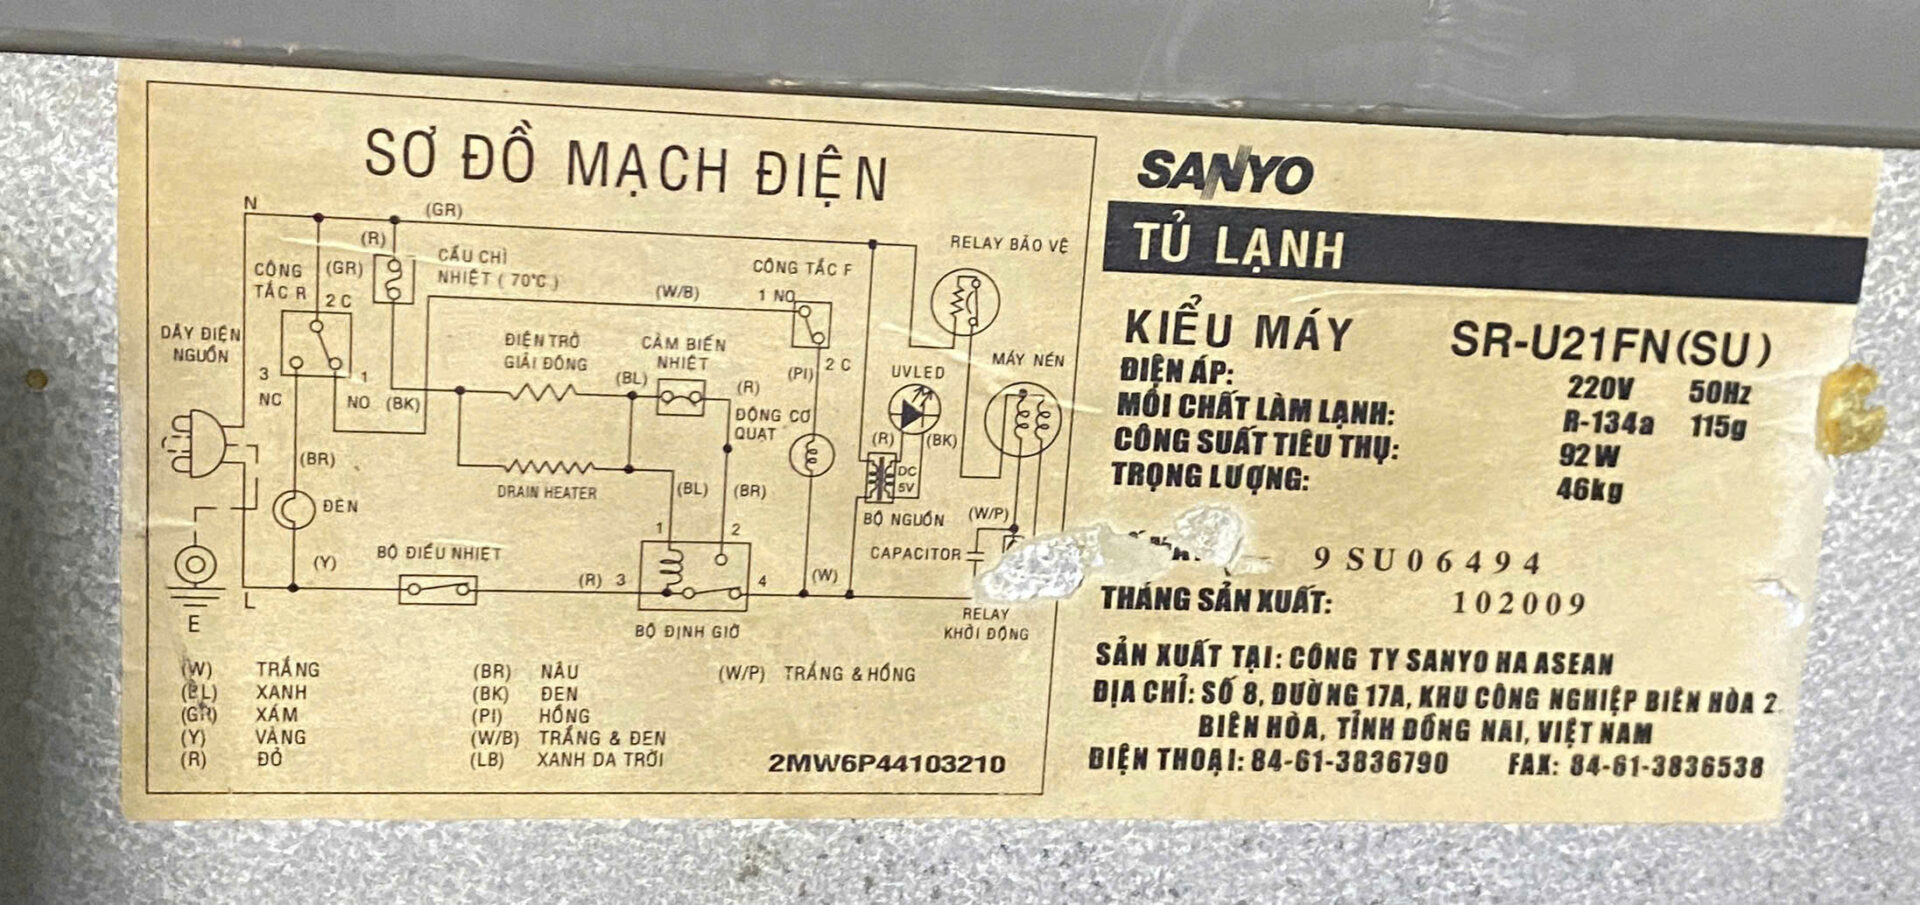 SƠ ĐỒ MẠCH ĐIỆN
N
(GR)
(R)
CẦU CHÌ
NHIỆT ( 70°C )
CÔNG
TẮC R
(GR)
2 C
(W/B)
CÔNG TẮC F
1 NO
RELAY BẢO VỆ
DÂY ĐIỆN
NGUỒN
ĐIỆN TRỞ
GIẢI ĐÔNG
CẢM BIẾN
NHIỆT
(PI)
2 C
UVLED
MÁY NÉN
3
NC
1
NO
(BK)
(BL)
(R)
ĐỘNG CƠ
QUẠT
(R)
(BK)
(BR)
DRAIN HEATER
(BL)
(BR)
DC
5V
ĐÈN
BỘ NGUỒN
(W/P)
1
2
BỘ ĐIỀU NHIỆT
CAPACITOR
(Y)
(R)
3
4
(W)
L
E
BỘ ĐỊNH GIỜ
RELAY
KHỞI ĐỘNG
(W) TRẮNG
(BL) XANH
(GR) XÁM
(Y) VÀNG
(R) ĐỎ
(BR) NÂU
(BK) ĐEN
(PI) HỒNG
(W/B) TRẮNG & ĐEN
(LB) XANH DA TRỜI
(W/P) TRẮNG & HỒNG
2MW6P44103210
SANYO
TỦ LẠNH
KIỂU MÁY SR-U21FN(SU)
ĐIỆN ÁP: 220V 50Hz
MÔI CHẤT LÀM LẠNH: R-134a 115g
CÔNG SUẤT TIÊU THỤ: 92W
TRỌNG LƯỢNG: 46kg
9SU06494
THÁNG SẢN XUẤT: 102009
SẢN XUẤT TẠI: CÔNG TY SANYO HA ASEAN
ĐỊA CHỈ: SỐ 8, ĐƯỜNG 17A, KHU CÔNG NGHIỆP BIÊN HÒA 2
BIÊN HÒA, TỈNH ĐỒNG NAI, VIỆT NAM
ĐIỆN THOẠI: 84-61-3836790 FAX: 84-61-3836538